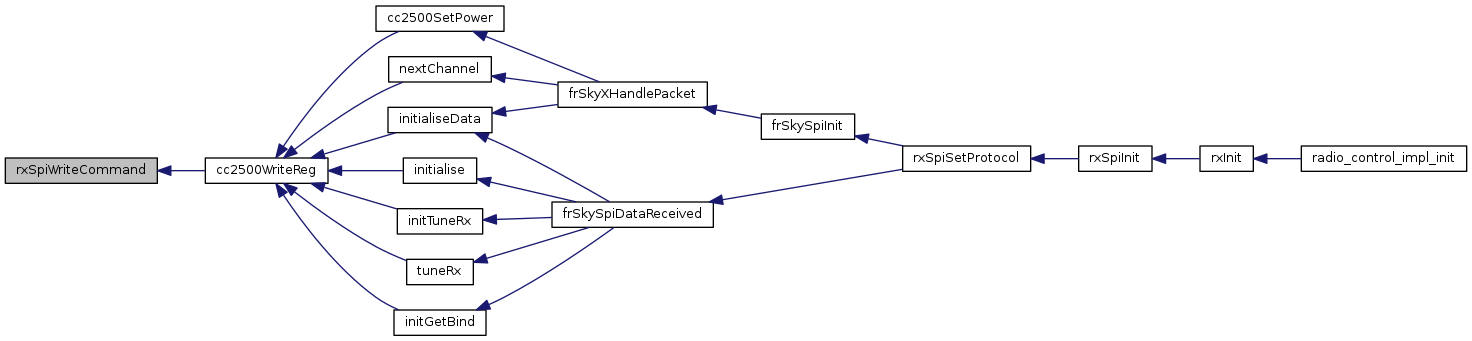 cc2500SetPower
nextChannel
frSkyXHandlePacket
initialiseData
frSkySpiInit
rxSpiSetProtocol
rxSpiInit
rxInit
radio_control_impl_init
rxSpiWriteCommand
cc2500WriteReg
initialise
frSkySpiDataReceived
initTuneRx
tuneRx
initGetBind